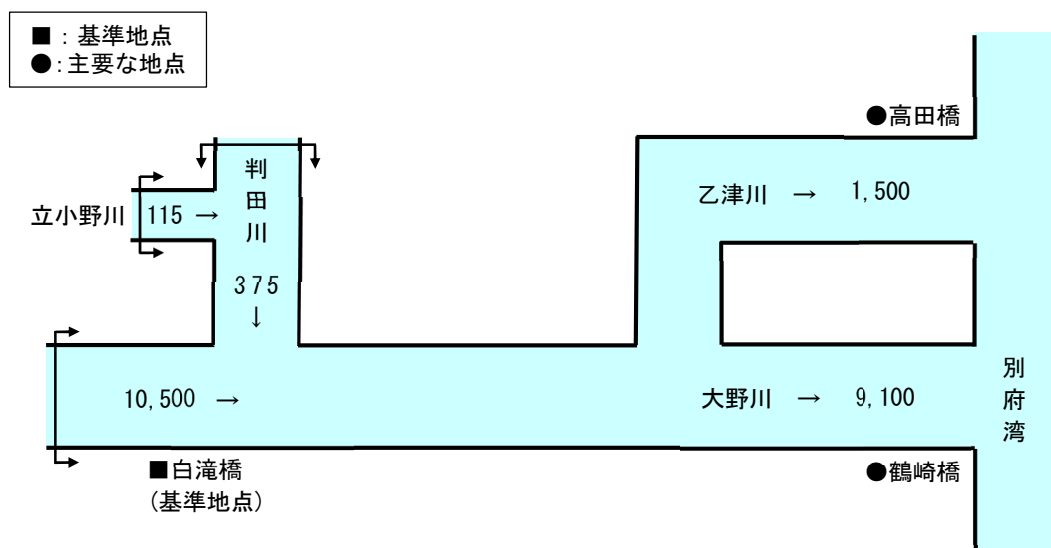 ■：基準地点
●：主要な地点
●高田橋
判田川
乙津川 → 1,500
立小野川 115 →
375
↓
10,500 →
大野川 → 9,100
別府湾
■白滝橋
(基準地点)
●鶴崎橋